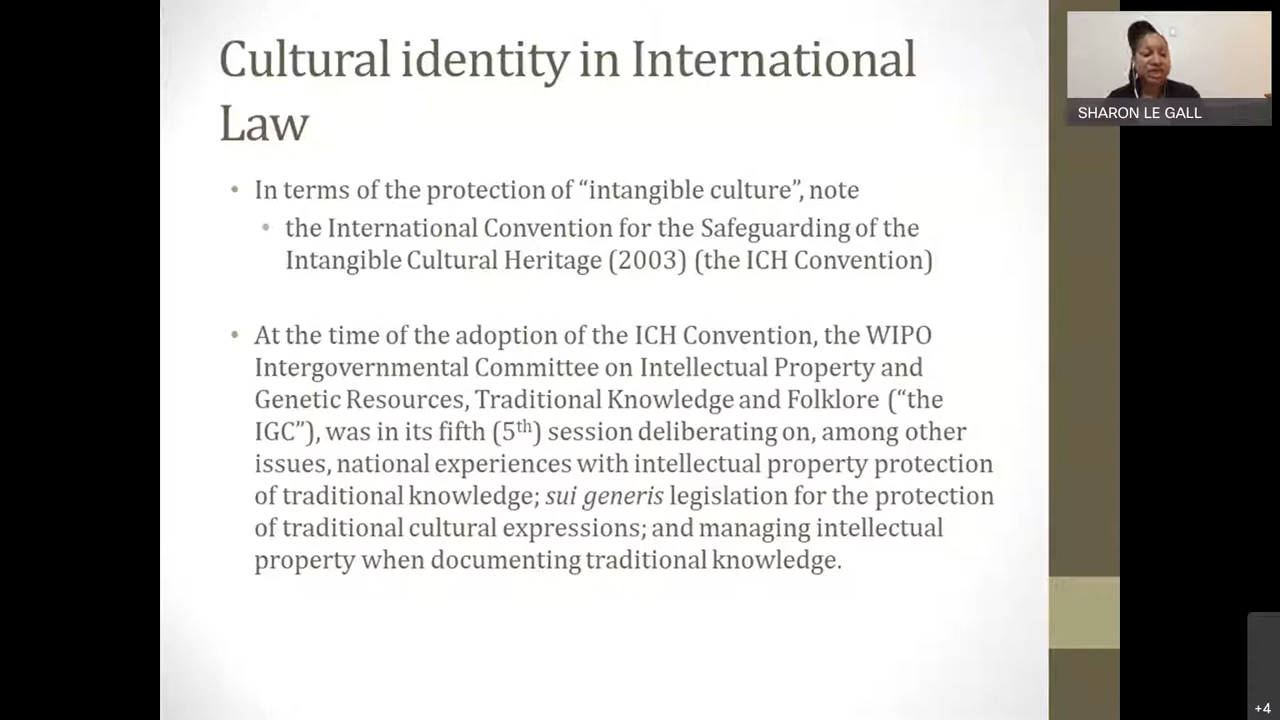 Cultural identity in International
Law
• In terms of the protection of “intangible culture”, note
• the International Convention for the Safeguarding of the
Intangible Cultural Heritage (2003) (the ICH Convention)
• At the time of the adoption of the ICH Convention, the WIPO
Intergovernmental Committee on Intellectual Property and
Genetic Resources, Traditional Knowledge and Folklore (“the
IGC”), was in its fifth (5th) session deliberating on, among other
issues, national experiences with intellectual property protection
of traditional knowledge; sui generis legislation for the protection
of traditional cultural expressions; and managing intellectual
property when documenting traditional knowledge.
SHARON LE GALL
+4